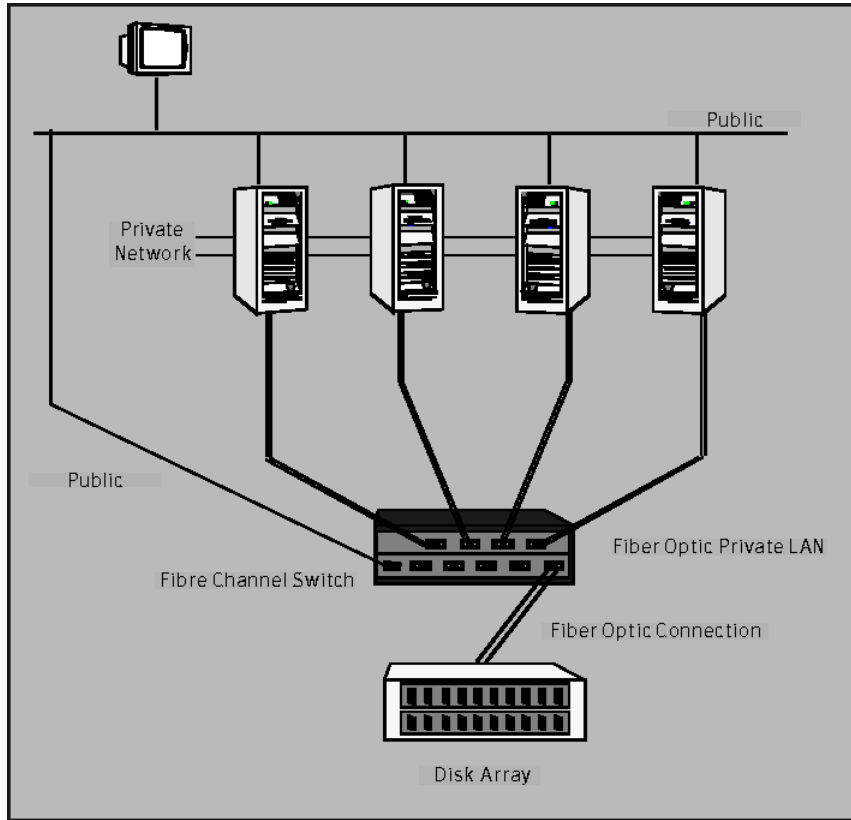 Public
Private
Network
Public
Fiber Optic Private LAN
Fibre Channel Switch
Fiber Optic Connection
Disk Array